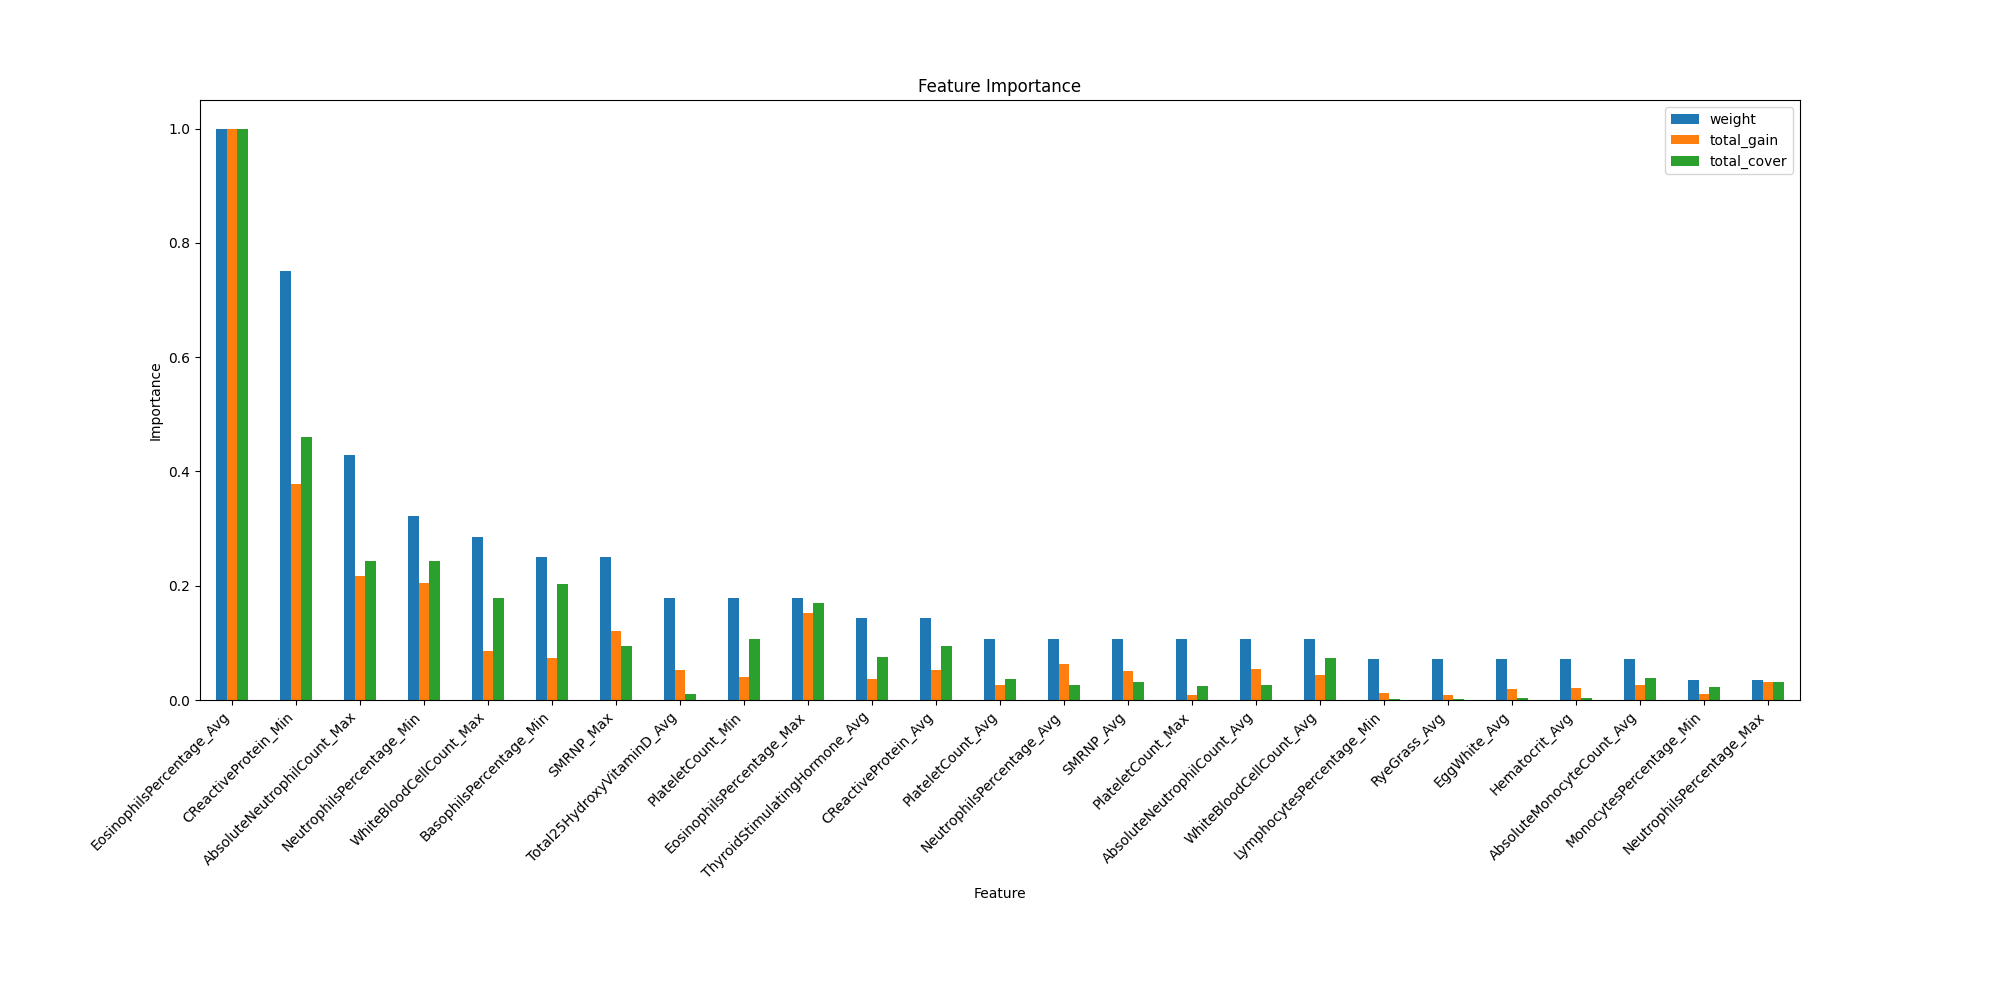 Feature Importance
weight
total_gain
total_cover
Importance
1.0
0.8
0.6
0.4
0.2
0.0
EosinophilsPercentage_Avg
CReactiveProtein_Min
AbsoluteNeutrophilCount_Max
NeutrophilsPercentage_Min
WhiteBloodCellCount_Max
BasophilsPercentage_Min
SMRNP_Max
Total25HydroxyVitaminD_Avg
PlateletCount_Min
EosinophilsPercentage_Max
ThyroidStimulatingHormone_Avg
CReactiveProtein_Avg
PlateletCount_Avg
NeutrophilsPercentage_Avg
SMRNP_Avg
PlateletCount_Max
AbsoluteNeutrophilCount_Avg
WhiteBloodCellCount_Avg
LymphocytesPercentage_Min
RyeGrass_Avg
EggWhite_Avg
Hematocrit_Avg
AbsoluteMonocyteCount_Avg
MonocytesPercentage_Min
NeutrophilsPercentage_Max
Feature